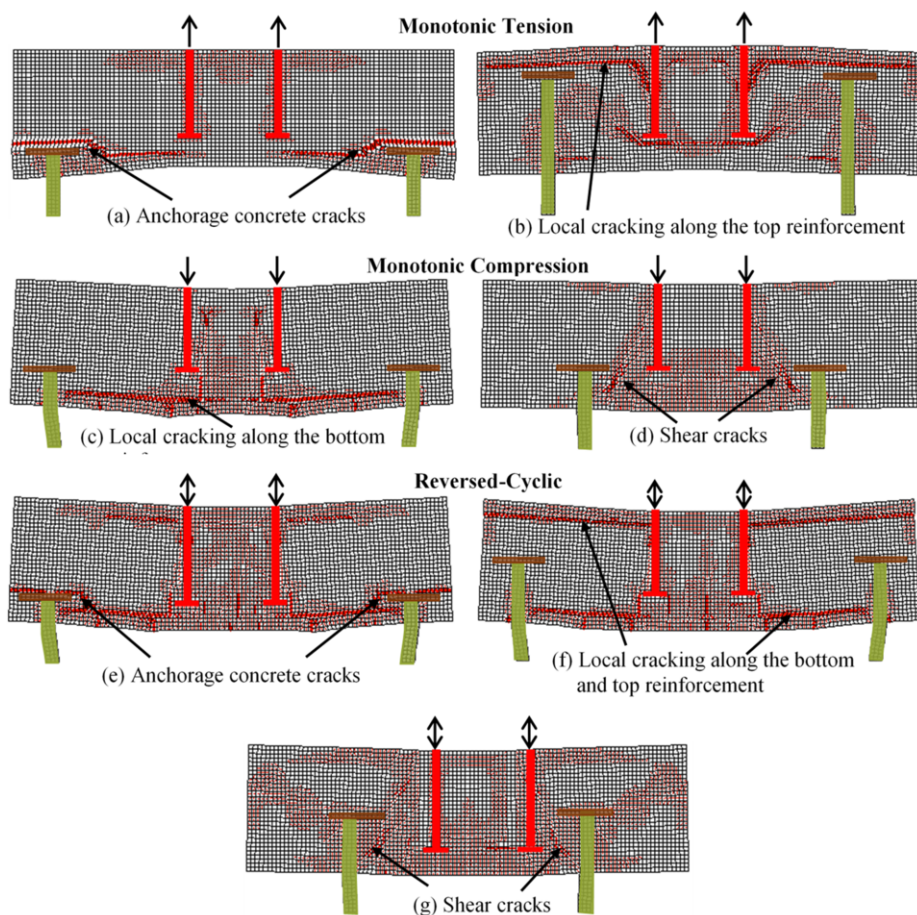 Monotonic Tension
(a) Anchorage concrete cracks
(b) Local cracking along the top reinforcement
Monotonic Compression
(c) Local cracking along the bottom
(d) Shear cracks
Reversed-Cyclic
(e) Anchorage concrete cracks
(f) Local cracking along the bottom
and top reinforcement
(g) Shear cracks